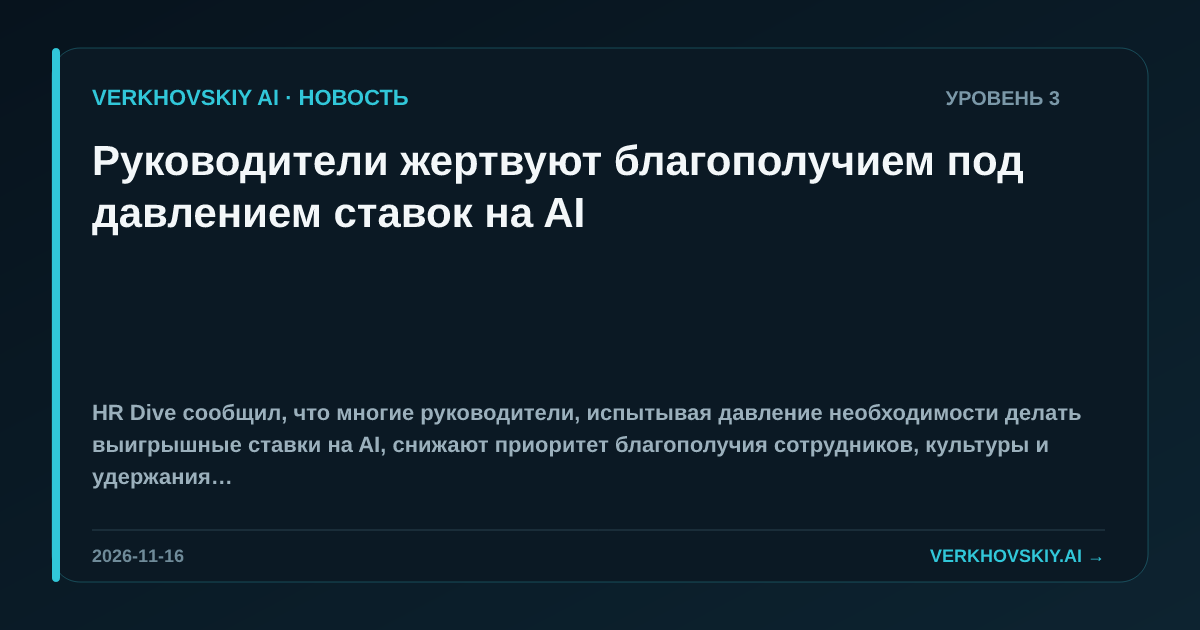 VERKHOVSKIY AI · НОВОСТЬ
УРОВЕНЬ 3
Руководители жертвуют благополучием под
давлением ставок на AI
HR Dive сообщил, что многие руководители, испытывая давление необходимости делать
выигрышные ставки на AI, снижают приоритет благополучия сотрудников, культуры и
удержания…
2026-11-16
VERKHOVSKIY.AI →